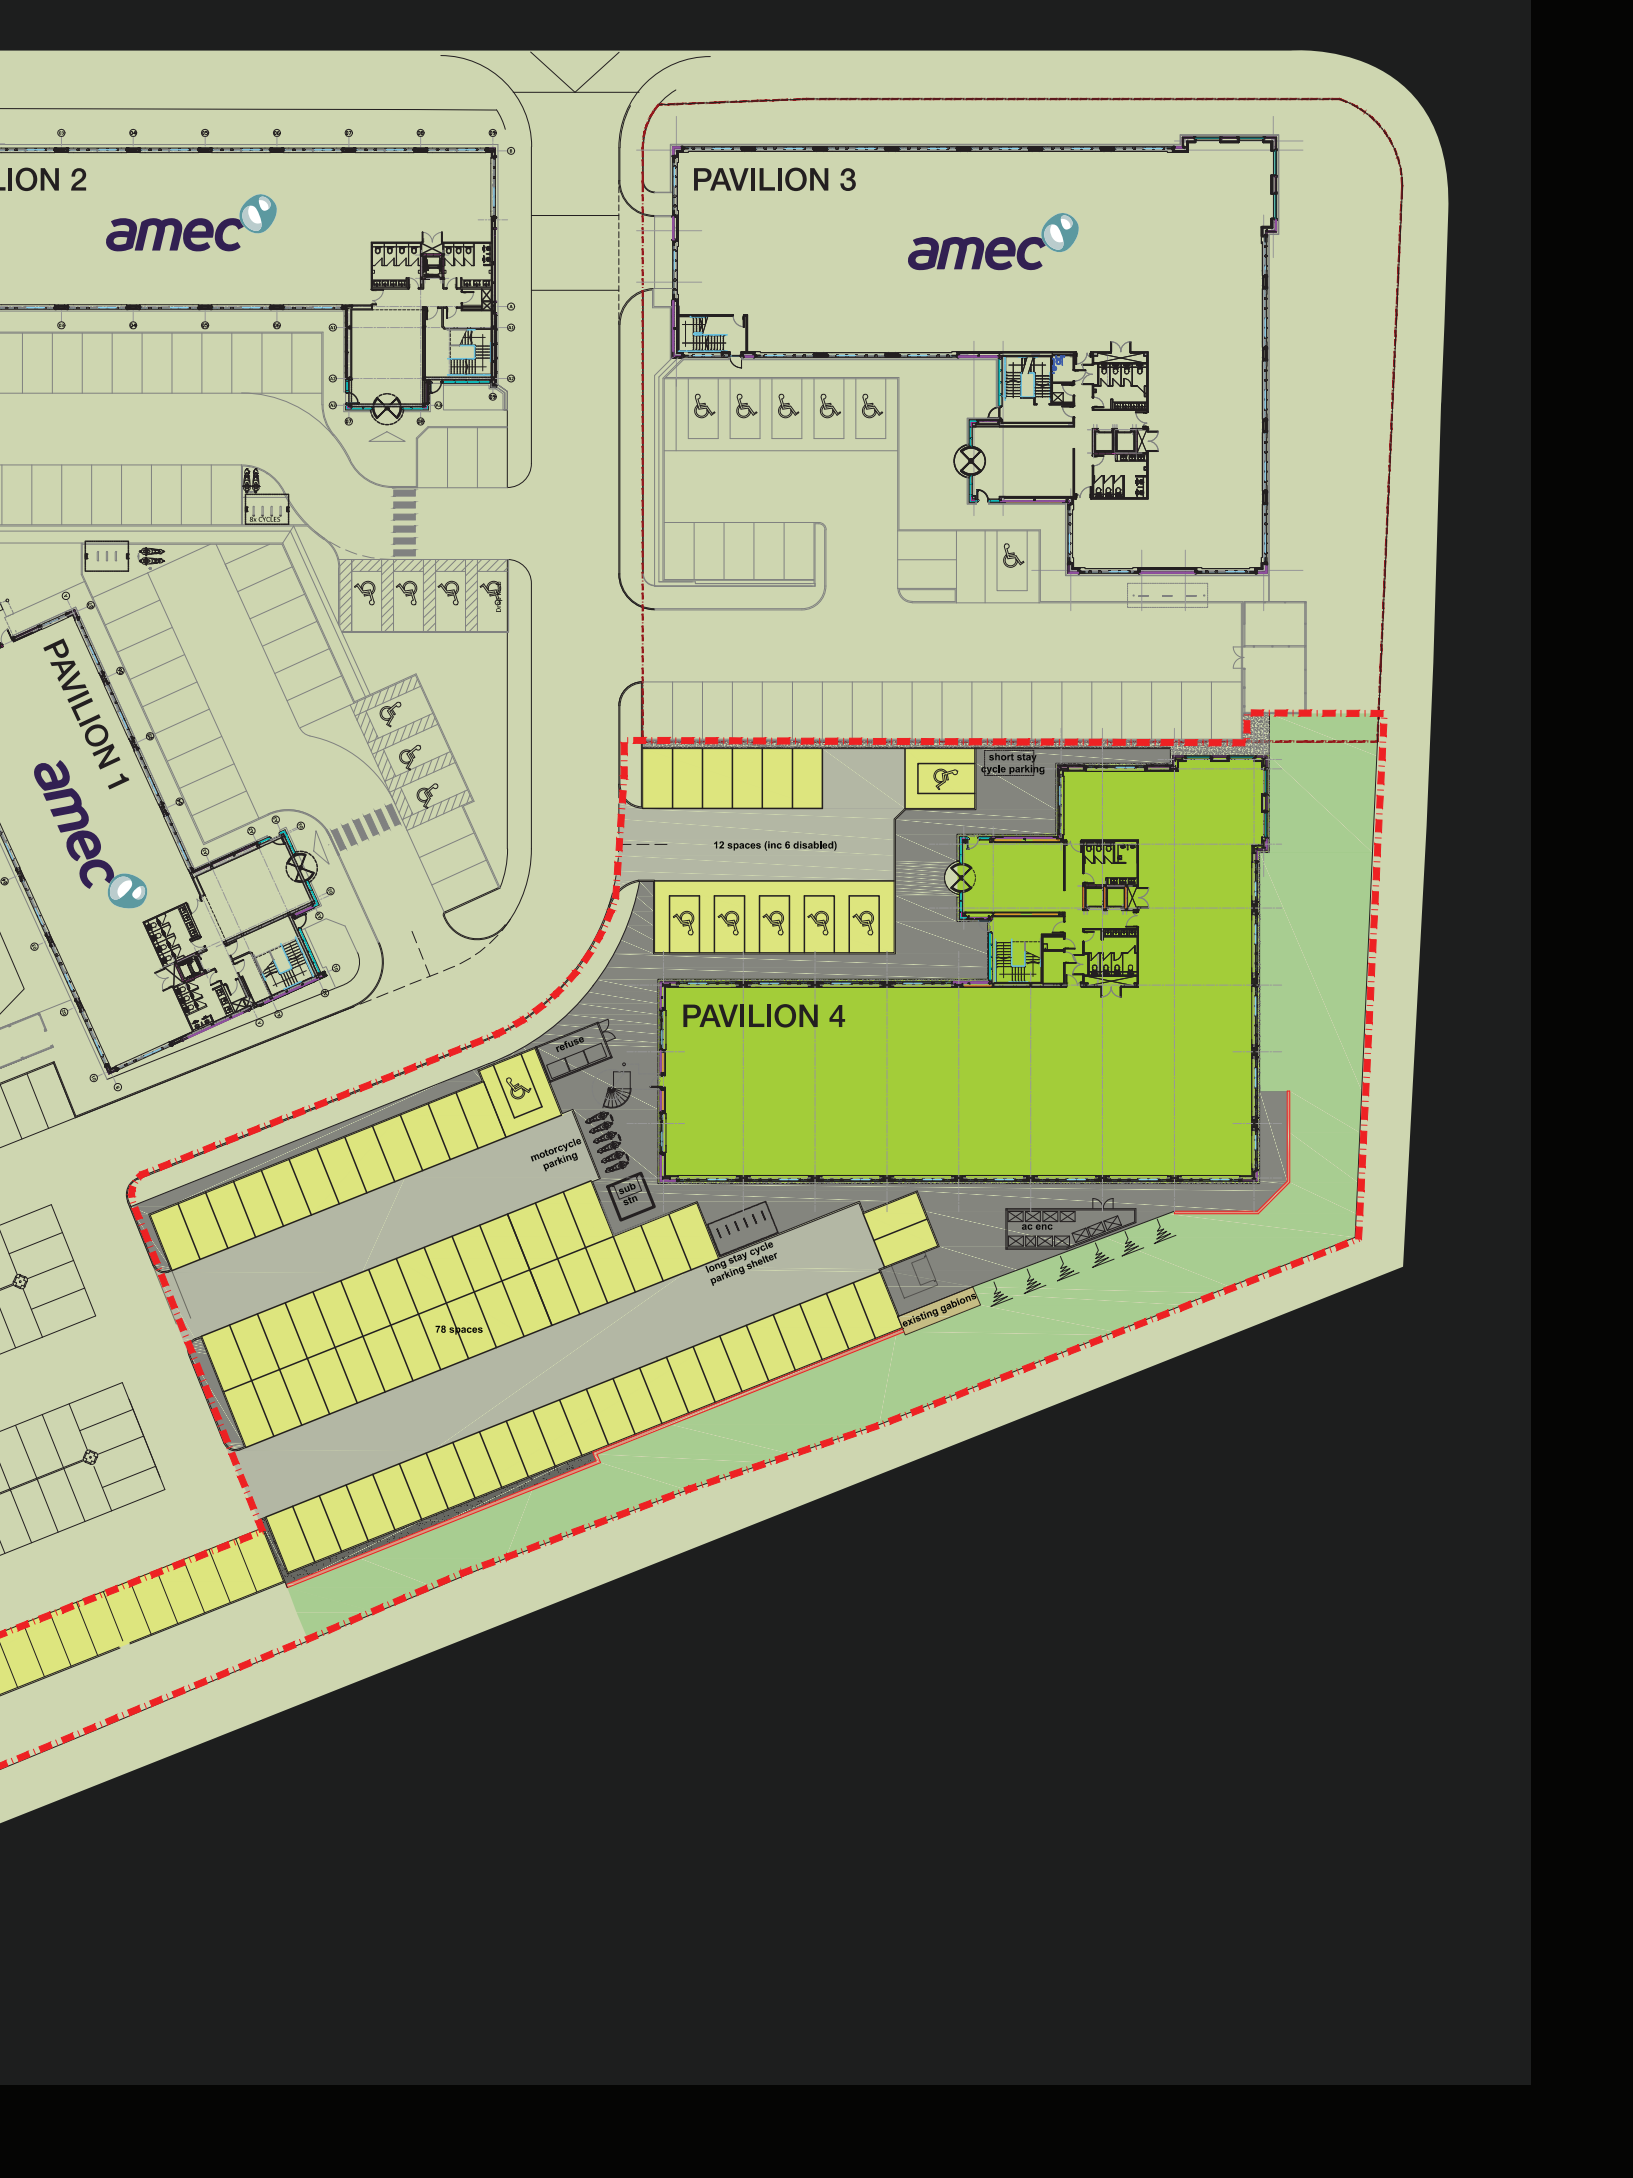 LION 2
amec
PAVILION 3
amec
8x CYCLES
PAVILION 1
amec
short stay
cycle parking
12 spaces (inc 6 disabled)
PAVILION 4
refuse
motorcycle
parking
sub
stn
long stay cycle
parking shelter
ac enc
existing gabions
78 spaces